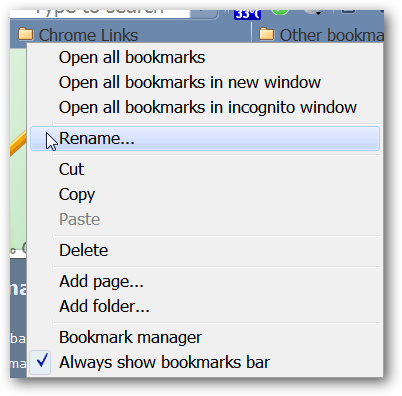 Type to search
33°C
Chrome Links
Other bookma
Open all bookmarks
Open all bookmarks in new window
Open all bookmarks in incognito window
Rename...
Cut
Copy
Paste
Delete
Add page...
Add folder...
Bookmark manager
Always show bookmarks bar